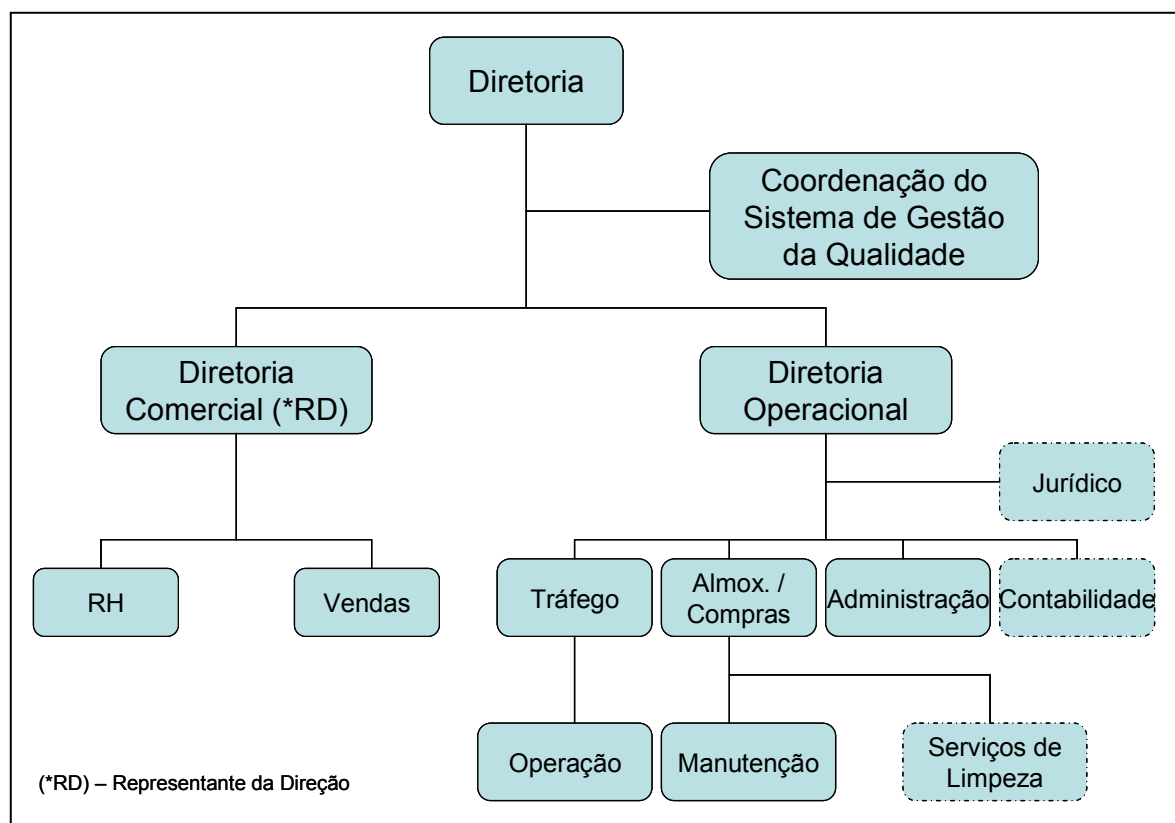 Diretoria
Coordenação do
Sistema de Gestão
da Qualidade
Diretoria
Comercial (*RD)
Diretoria
Operacional
Jurídico
RH
Vendas
Tráfego
Almox. /
Compras
Administração
Contabilidade
Operação
Manutenção
Serviços de
Limpeza
(*RD) – Representante da Direção